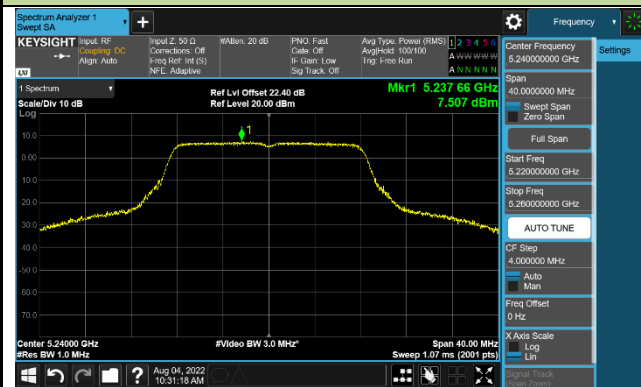 Spectrum Analyzer 1
Swept SA
Frequency
KEYSIGHT
Input: RF
Coupling: DC
Align: Auto
Input Z: 50 Ω
Corrections: Off
Freq Ref: Int (S)
NFE: Adaptive
#Atten: 20 dB
PNO: Fast
Gate: Off
IF Gain: Low
Sig Track: Off
Avg Type: Power (RMS)
Avg|Hold: 100/100
Trig: Free Run
1 2 3 4 5 6
A W W W W W
A N N N N N
LXI
1 Spectrum
Scale/Div 10 dB
Log
Ref Lvl Offset 22.40 dB
Ref Level 20.00 dBm
Mkr1 5.237 66 GHz
7.507 dBm
1
10.0
0.00
10.0
20.0
30.0
40.0
-50.0
-60.0
70.0
Center 5.24000 GHz
#Res BW 1.0 MHz
#Video BW 3.0 MHz*
Span 40.00 MHz
Sweep 1.07 ms (2001 pts)
Center Frequency
5.240000000 GHz
Settings
Span
40.0000000 MHz
Swept Span
Zero Span
Full Span
Start Freq
5.220000000 GHz
Stop Freq
5.260000000 GHz
AUTO TUNE
CF Step
4.000000 MHz
Auto
Man
Freq Offset
0 Hz
X Axis Scale
Log
Lin
Signal Track
(Span Zoom)
Aug 04, 2022
10:31:18 AM